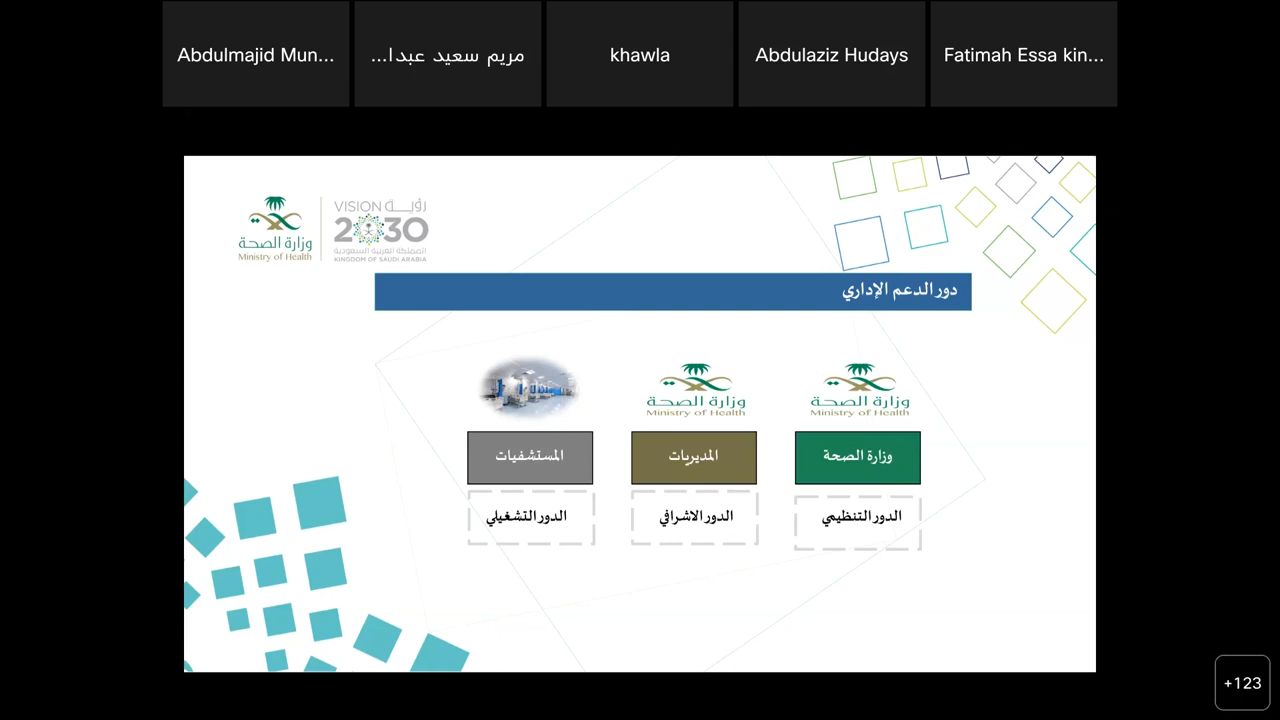 Abdulmajid Mun...
مريم سعيد عبدا...
khawla
Abdulaziz Hudays
Fatimah Essa kin...
وزارة الصحة
Ministry of Health
VISION رؤيـــة
2030
المملكة العربية السعودية
KINGDOM OF SAUDI ARABIA
دور الدعم الإداري
وزارة الصحة
Ministry of Health
وزارة الصحة
Ministry of Health
وزارة الصحة
المديريات
المستشفيات
الدور التنظيمي
الدور الاشرافي
الدور التشغيلي
+123